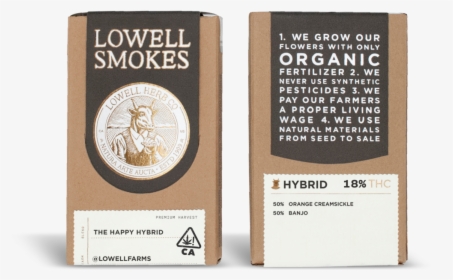 LOWELL
SMOKES
LOWELL HERB CO
PREMIUM HARVEST
THE HAPPY HYBRID
@LOWELLFARMS
CA
1. WE GROW OUR
FLOWERS WITH ONLY
ORGANIC
FERTILIZER 2. WE
NEVER USE SYNTHETIC
PESTICIDES 3. WE
PAY OUR FARMERS
A PROPER LIVING
WAGE 4. WE USE
NATURAL MATERIALS
FROM SEED TO SALE
HYBRID 18% THC
50% ORANGE CREAMSICKLE
50% BANJO